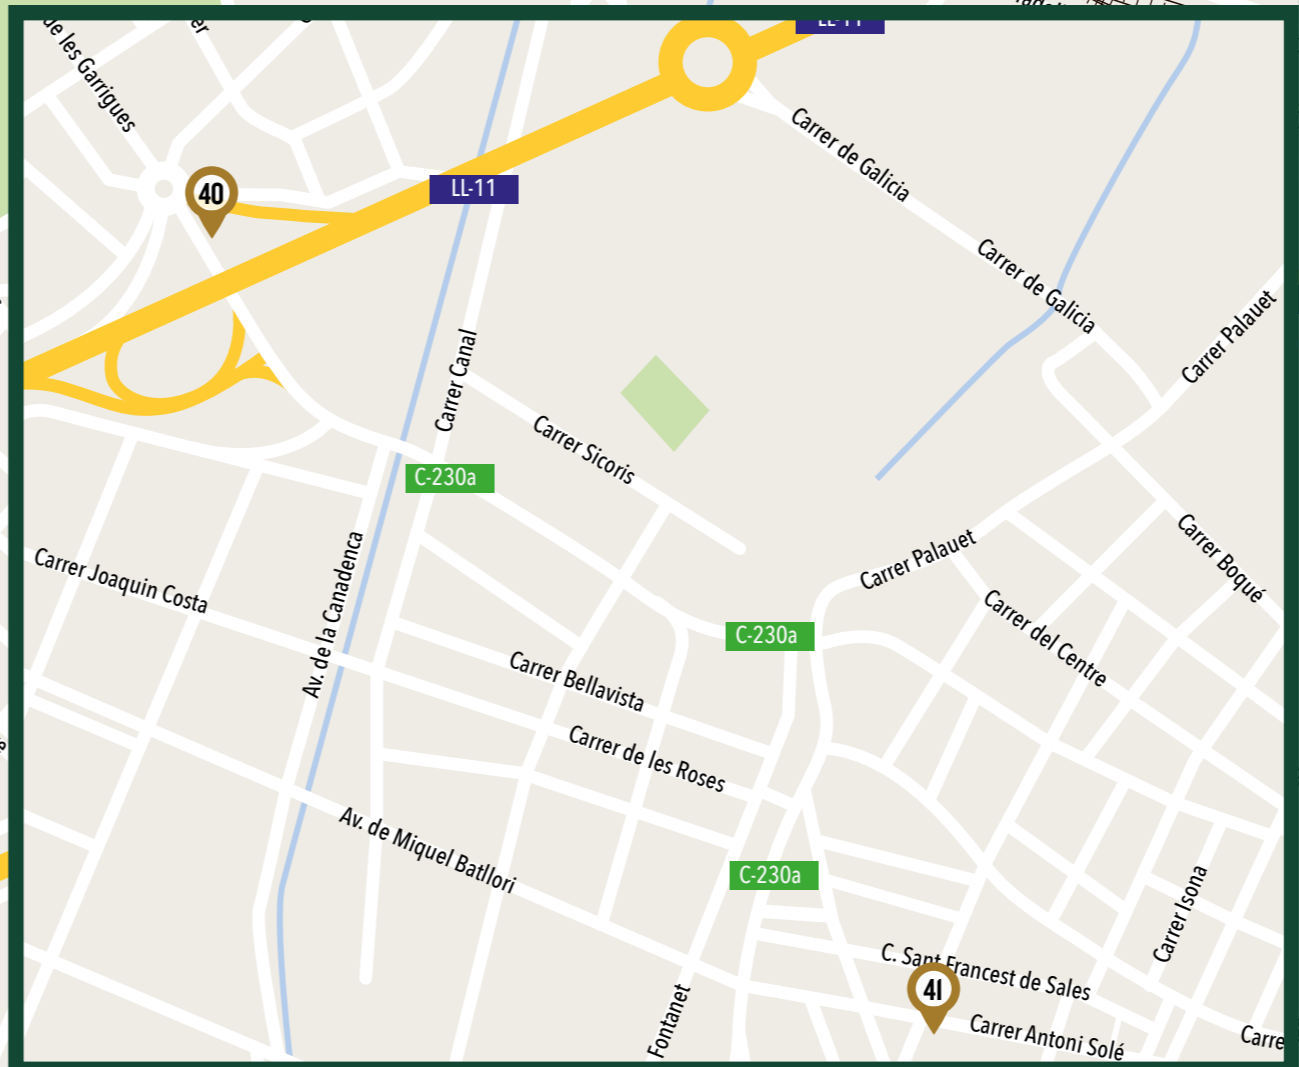 LL-11
de les Garrigues
er
Carrer de Galicia
40
LL-11
Carrer de Galicia
Carrer Palauet
Carrer Canal
Carrer Sicoris
C-230a
Carrer Palauet
Carrer Boqué
Carrer Joaquin Costa
Av. de la Canadenca
Carrer del Centre
C-230a
Carrer Bellavista
Carrer de les Roses
Av. de Miquel Batllori
C-230a
Carrer Isona
C. Sant Francest de Sales
41
Fontanet
Carrer Antoni Solé
Carre